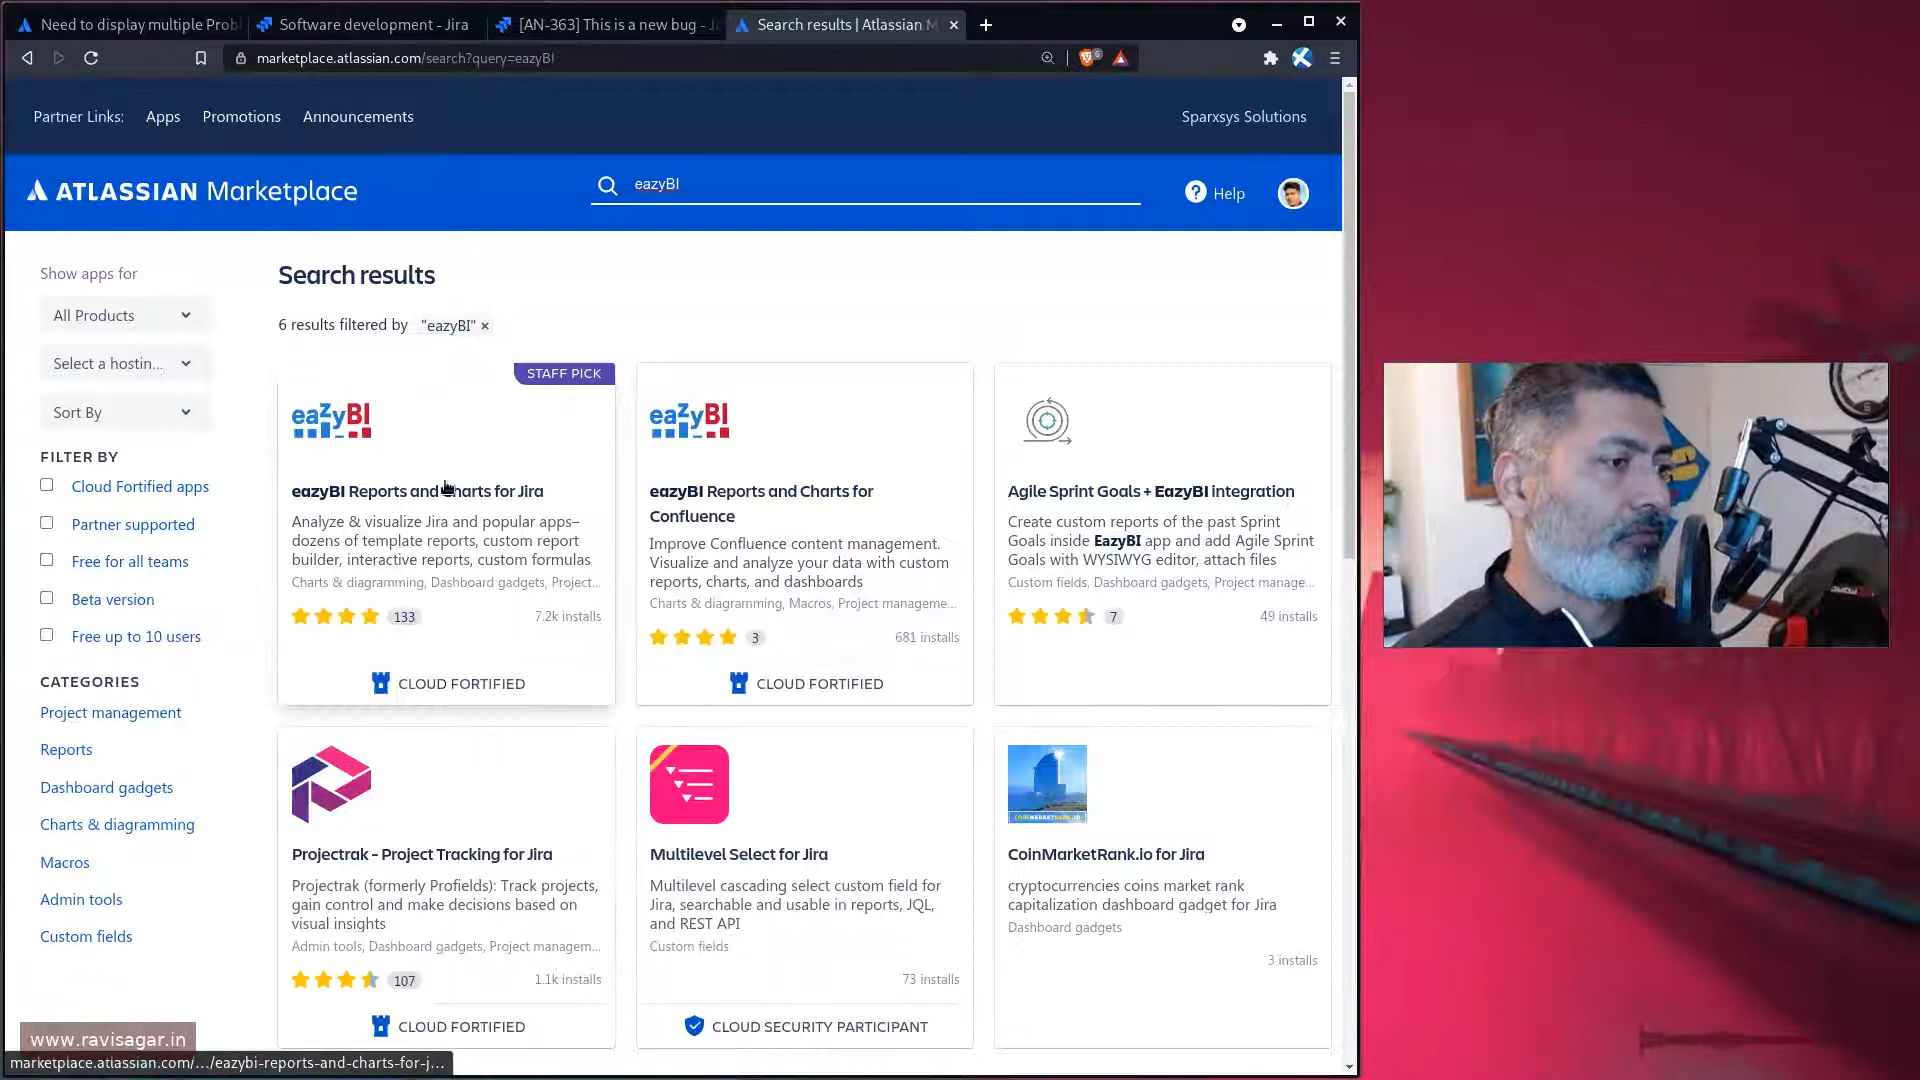 Need to display multiple Prob
Software development - Jira
[AN-363] This is a new bug - Ji
Search results | Atlassian M
marketplace.atlassian.com/search?query=eazyBI
6
Partner Links: Apps Promotions Announcements
Sparxsys Solutions
ATLASSIAN Marketplace
eazyBI
? Help
Show apps for
All Products
Select a hostin...
Sort By
FILTER BY
Cloud Fortified apps
Partner supported
Free for all teams
Beta version
Free up to 10 users
CATEGORIES
Project management
Reports
Dashboard gadgets
Charts & diagramming
Macros
Admin tools
Custom fields
Search results
6 results filtered by "eazyBI" ×
STAFF PICK
eazyBI
eazyBI Reports and Charts for Jira
Analyze & visualize Jira and popular apps–
dozens of template reports, custom report
builder, interactive reports, custom formulas
Charts & diagramming, Dashboard gadgets, Project...
133
7.2k installs
CLOUD FORTIFIED
eazyBI
eazyBI Reports and Charts for
Confluence
Improve Confluence content management.
Visualize and analyze your data with custom
reports, charts, and dashboards
Charts & diagramming, Macros, Project manageme...
3
681 installs
CLOUD FORTIFIED
Agile Sprint Goals + EazyBI integration
Create custom reports of the past Sprint
Goals inside EazyBI app and add Agile Sprint
Goals with WYSIWYG editor, attach files
Custom fields, Dashboard gadgets, Project manage...
7
49 installs
Projectrak - Project Tracking for Jira
Projectrak (formerly Profields): Track projects,
gain control and make decisions based on
visual insights
Admin tools, Dashboard gadgets, Project managem...
107
1.1k installs
CLOUD FORTIFIED
Multilevel Select for Jira
Multilevel cascading select custom field for
Jira, searchable and usable in reports, JQL,
and REST API
Custom fields
73 installs
CLOUD SECURITY PARTICIPANT
COINMARKETRANK.IO
CoinMarketRank.io for Jira
cryptocurrencies coins market rank
capitalization dashboard gadget for Jira
Dashboard gadgets
3 installs
www.ravisagar.in
marketplace.atlassian.com/.../eazybi-reports-and-charts-for-j...